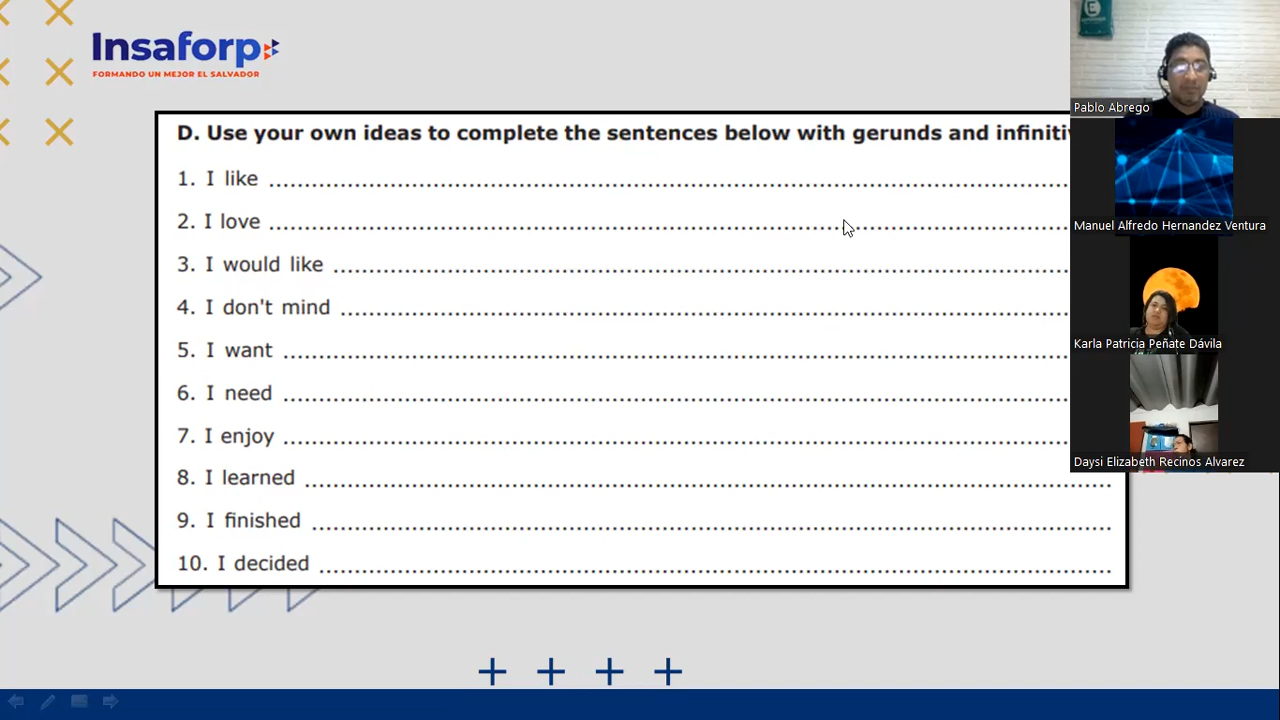 Insaforp
FORMANDO UN MEJOR EL SALVADOR
D. Use your own ideas to complete the sentences below with gerunds and infiniti
1. I like ................................................................
2. I love ................................................................
3. I would like ................................................................
4. I don't mind ................................................................
5. I want ................................................................
6. I need ................................................................
7. I enjoy ................................................................
8. I learned ................................................................
9. I finished ................................................................
10. I decided ................................................................
Pablo Abrego
Manuel Alfredo Hernandez Ventura
Karla Patricia Peñate Dávila
Daysi Elizabeth Recinos Alvarez